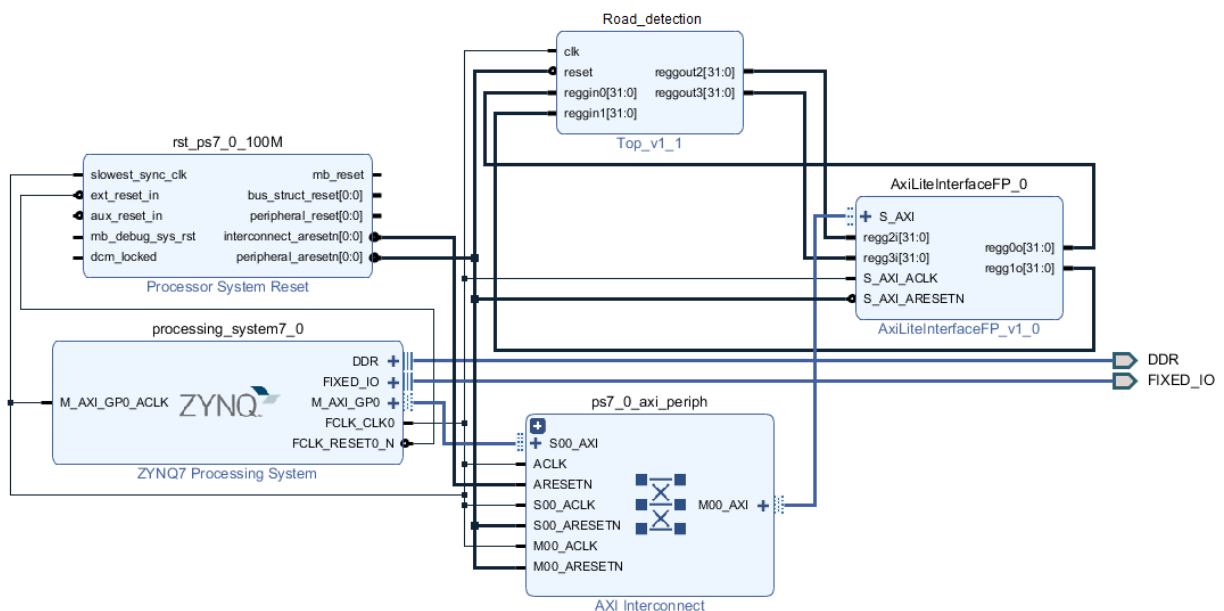 Road_detection
clk
reset
reggin0[31:0]
reggin1[31:0]
reggout2[31:0]
reggout3[31:0]
Top_v1_1
rst_ps7_0_100M
slowest_sync_clk
ext_reset_in
aux_reset_in
mb_debug_sys_rst
dcm_locked
mb_reset
bus_struct_reset[0:0]
peripheral_reset[0:0]
interconnect_aresetn[0:0]
peripheral_aresetn[0:0]
Processor System Reset
AxiLiteInterfaceFP_0
S_AXI
regg2i[31:0]
regg3i[31:0]
S_AXI_ACLK
S_AXI_ARESETN
regg0o[31:0]
regg1o[31:0]
AxiLiteInterfaceFP_v1_0
processing_system7_0
M_AXI_GP0_ACLK
ZYNQ
DDR
FIXED_IO
M_AXI_GP0
FCLK_CLK0
FCLK_RESET0_N
ZYNQ7 Processing System
DDR
FIXED_IO
ps7_0_axi_periph
S00_AXI
ACLK
ARESETN
S00_ACLK
S00_ARESETN
M00_ACLK
M00_ARESETN
M00_AXI
AXI Interconnect